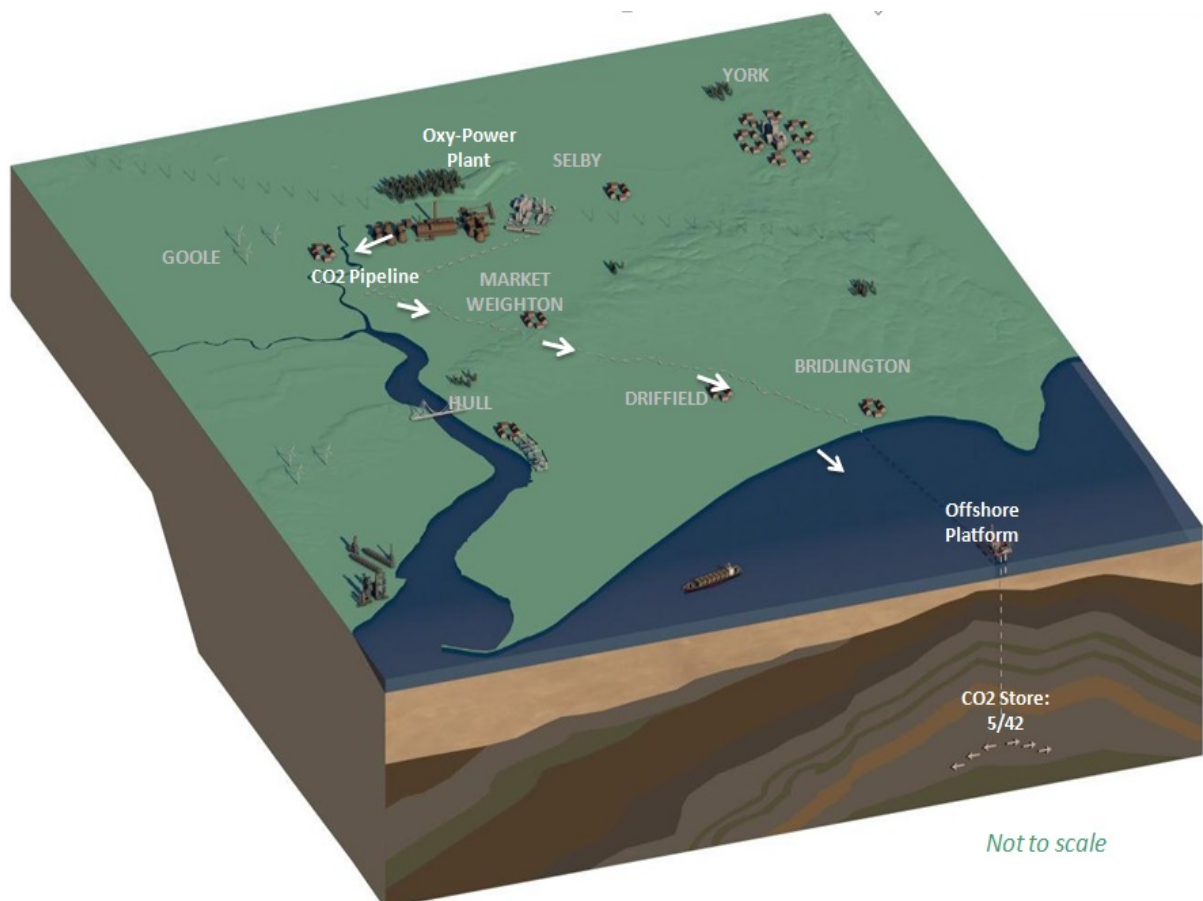 YORK
Oxy-Power
Plant
SELBY
GOOLE
CO2 Pipeline
MARKET
WEIGHTON
BRIDLINGTON
DRIFFIELD
HULL
Offshore
Platform
CO2 Store:
5/42
Not to scale